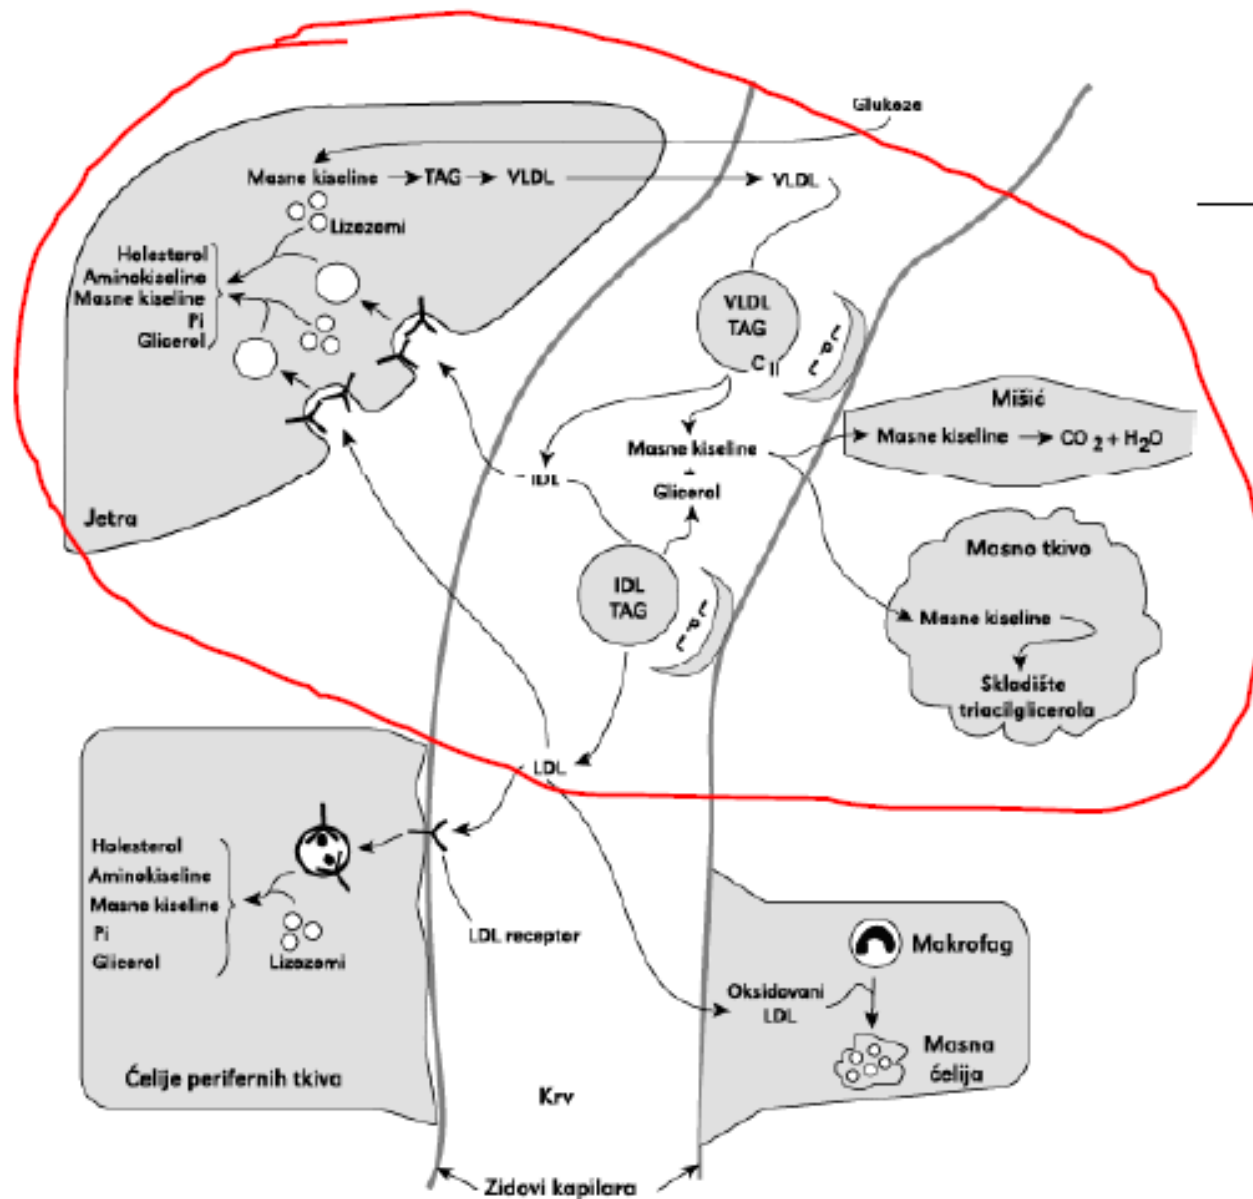 Glukoza
Masne kiseline TAG VLDL VLDL
Lizozomi
Holesterol
Aminokiseline
Masne kiseline
Pi
Glicerol
VLDL
TAG
C II
LPL
Mišić
Masne kiseline CO2 + H2O
Masne kiseline
+
Glicerol
IDL
Jetra
Masno tkivo
IDL
TAG
LPL
Masne kiseline
Skladište
triacilglicerola
LDL
Holesterol
Aminokiseline
Masne kiseline
Pi
Glicerol
Lizozomi
LDL receptor
Makrofag
Oksidovani
LDL
Masna
ćelija
Ćelije perifernih tkiva
Krv
Zidovi kapilara